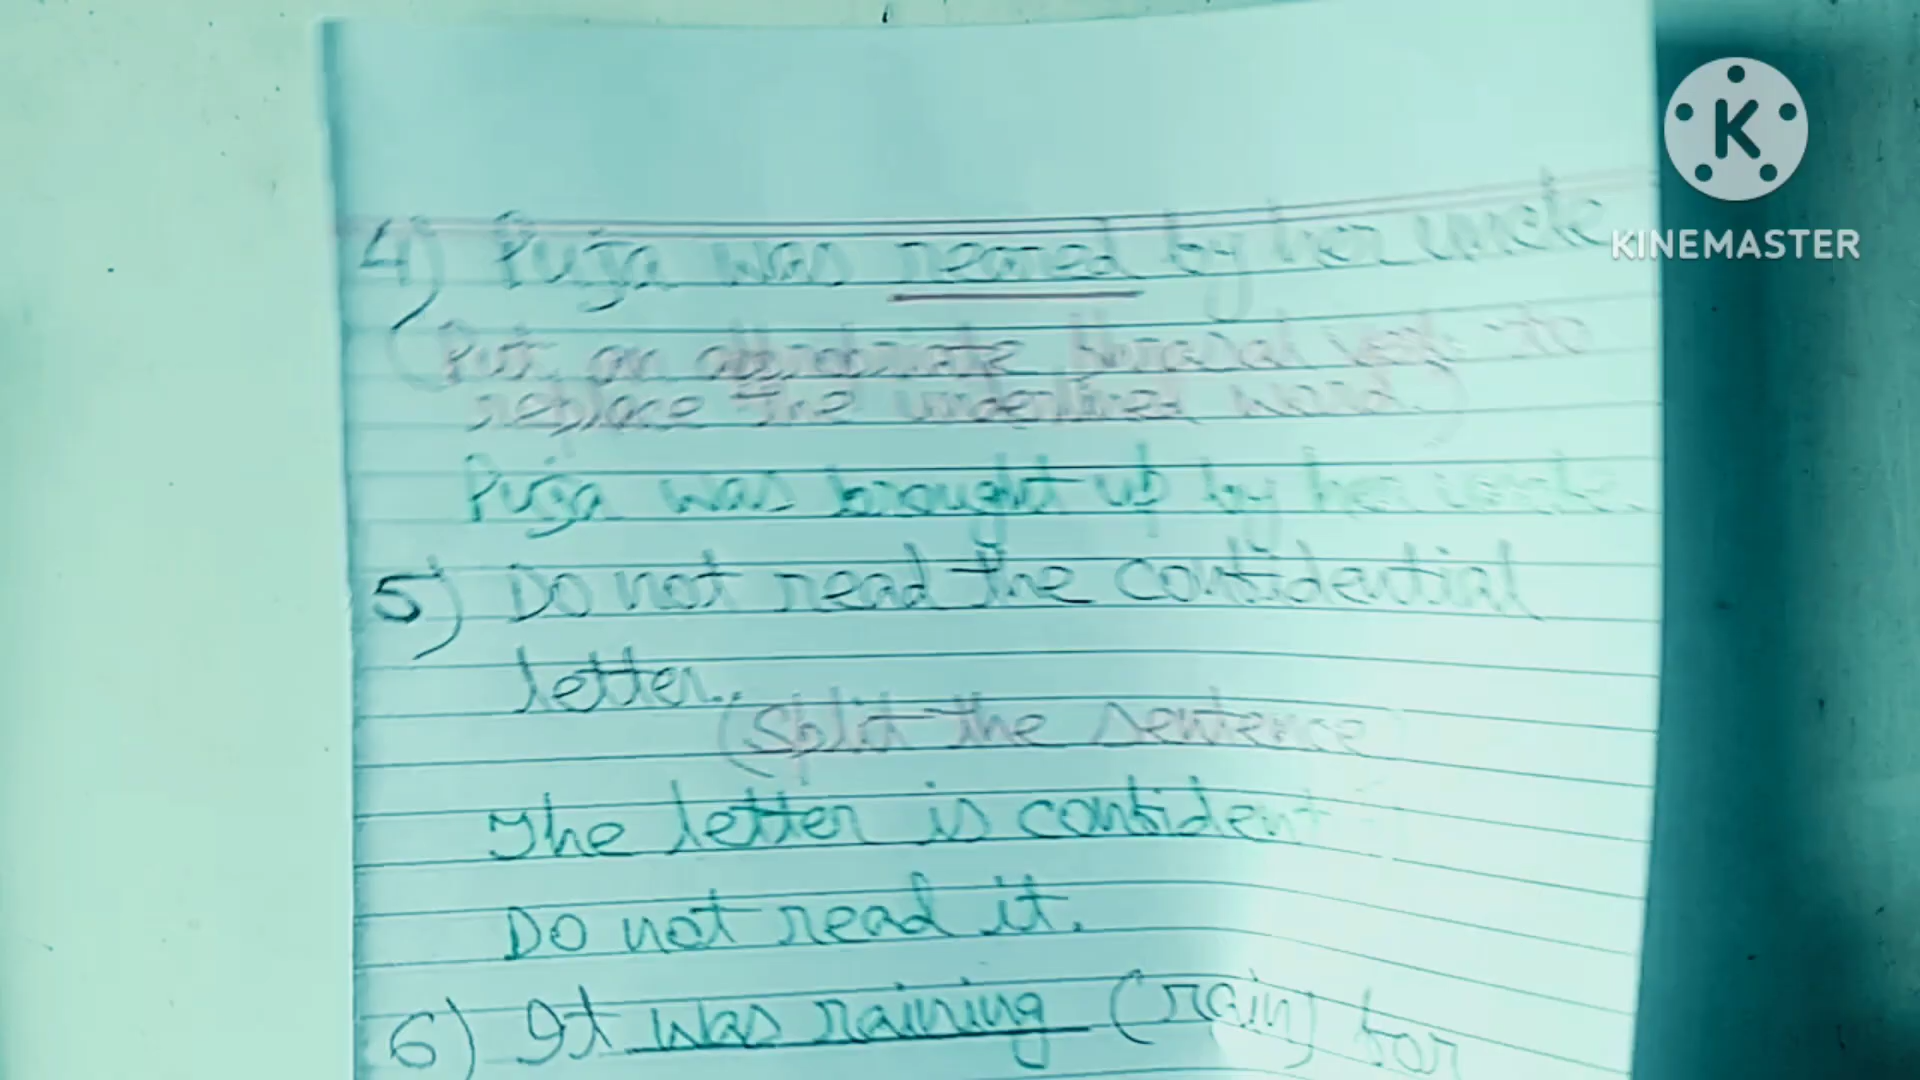 4) Puja was reared by her uncle
(Put an appropriate phrasal verb to
replace the underlined word.)
Puja was brought up by her uncle.
5) Do not read the confidential
letter.
(Split the sentence)
The letter is confident
Do not read it.
6) It was raining (rain) for
K
KINEMASTER